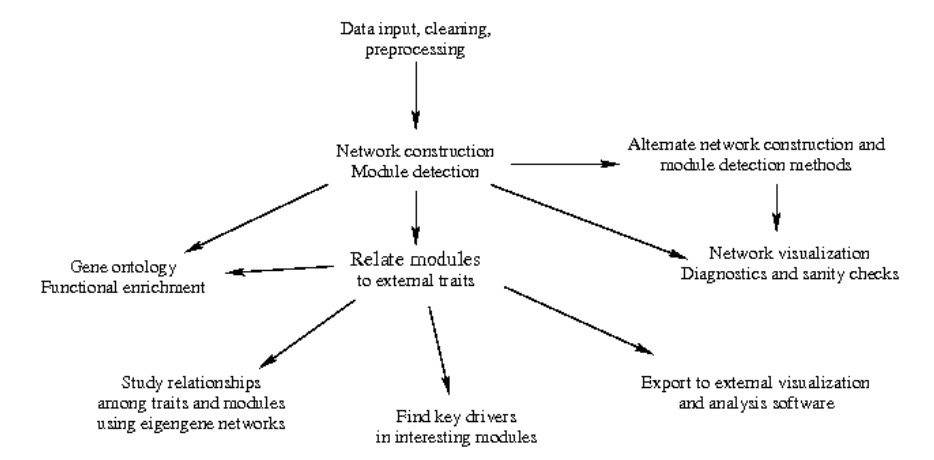 Data input, cleaning,
preprocessing
Network construction
Module detection
Alternate network construction and
module detection methods
Gene ontology
Functional enrichment
Relate modules
to external traits
Network visualization
Diagnostics and sanity checks
Study relationships
among traits and modules
using eigengene networks
Find key drivers
in interesting modules
Export to external visualization
and analysis software